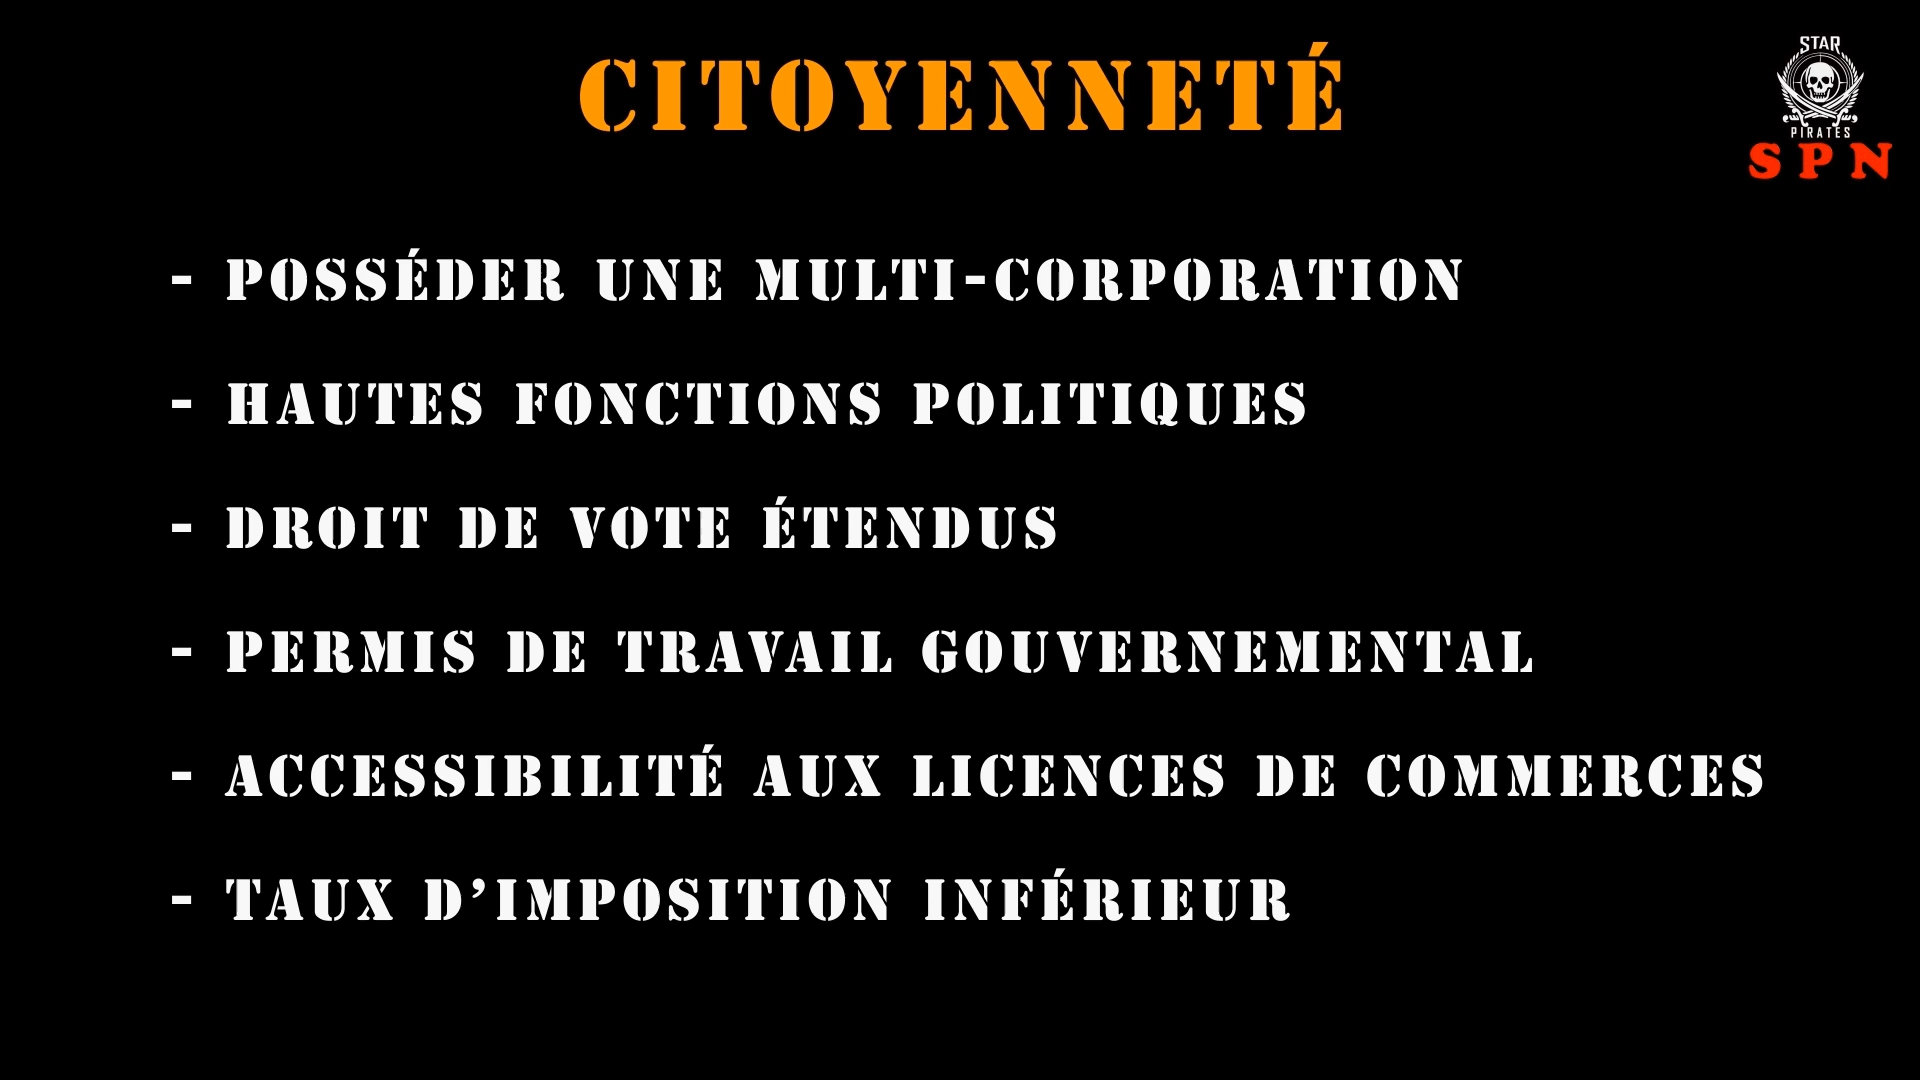 CITOYENNETÉ
STAR
PIRATES
SPN
- POSSÉDER UNE MULTI-CORPORATION
- HAUTES FONCTIONS POLITIQUES
- DROIT DE VOTE ÉTENDUS
- PERMIS DE TRAVAIL GOUVERNEMENTAL
- ACCESSIBILITÉ AUX LICENCES DE COMMERCES
- TAUX D’IMPOSITION INFÉRIEUR